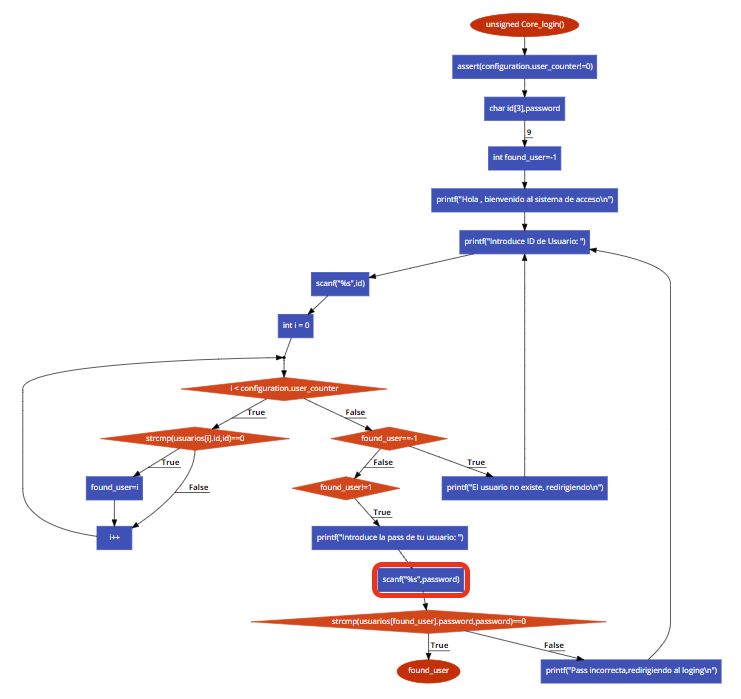 unsigned Core_login()
assert(configuration.user_counter!=0)
char id[3],password
9
int found_user=-1
printf("Hola , bienvenido al sistema de acceso\n")
printf("Introduce ID de Usuario: ")
scanf("%s",id)
int i = 0
i < configuration.user_counter
True
False
strcmp(usuarios[i].id,id)==0
found_user==-1
True
False
False
True
found_user=i
found_user!=1
printf("El usuario no existe, redirigiendo\n")
True
i++
printf("Introduce la pass de tu usuario: ")
scanf("%s",password)
strcmp(usuarios[found_user].password,password)==0
True
False
found_user
printf("Pass incorrecta,redirigiendo al loging\n")